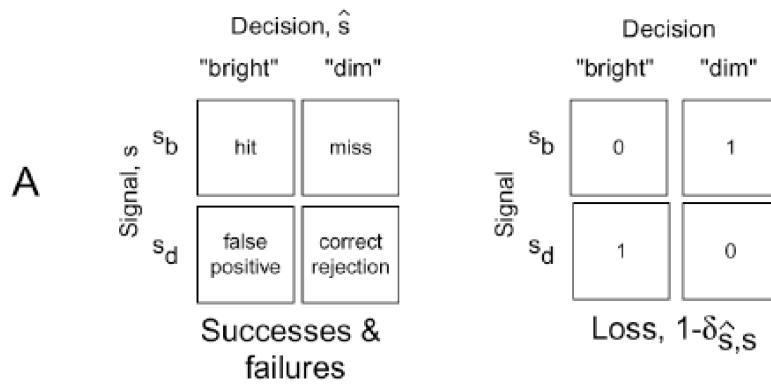 A
Decision, ŝ
"bright" "dim"
Signal, s
s_b
hit
miss
s_d
false positive
correct rejection
Successes &
failures
Decision
"bright" "dim"
Signal
s_b
0
1
s_d
1
0
Loss, 1-δ_ŝ,s